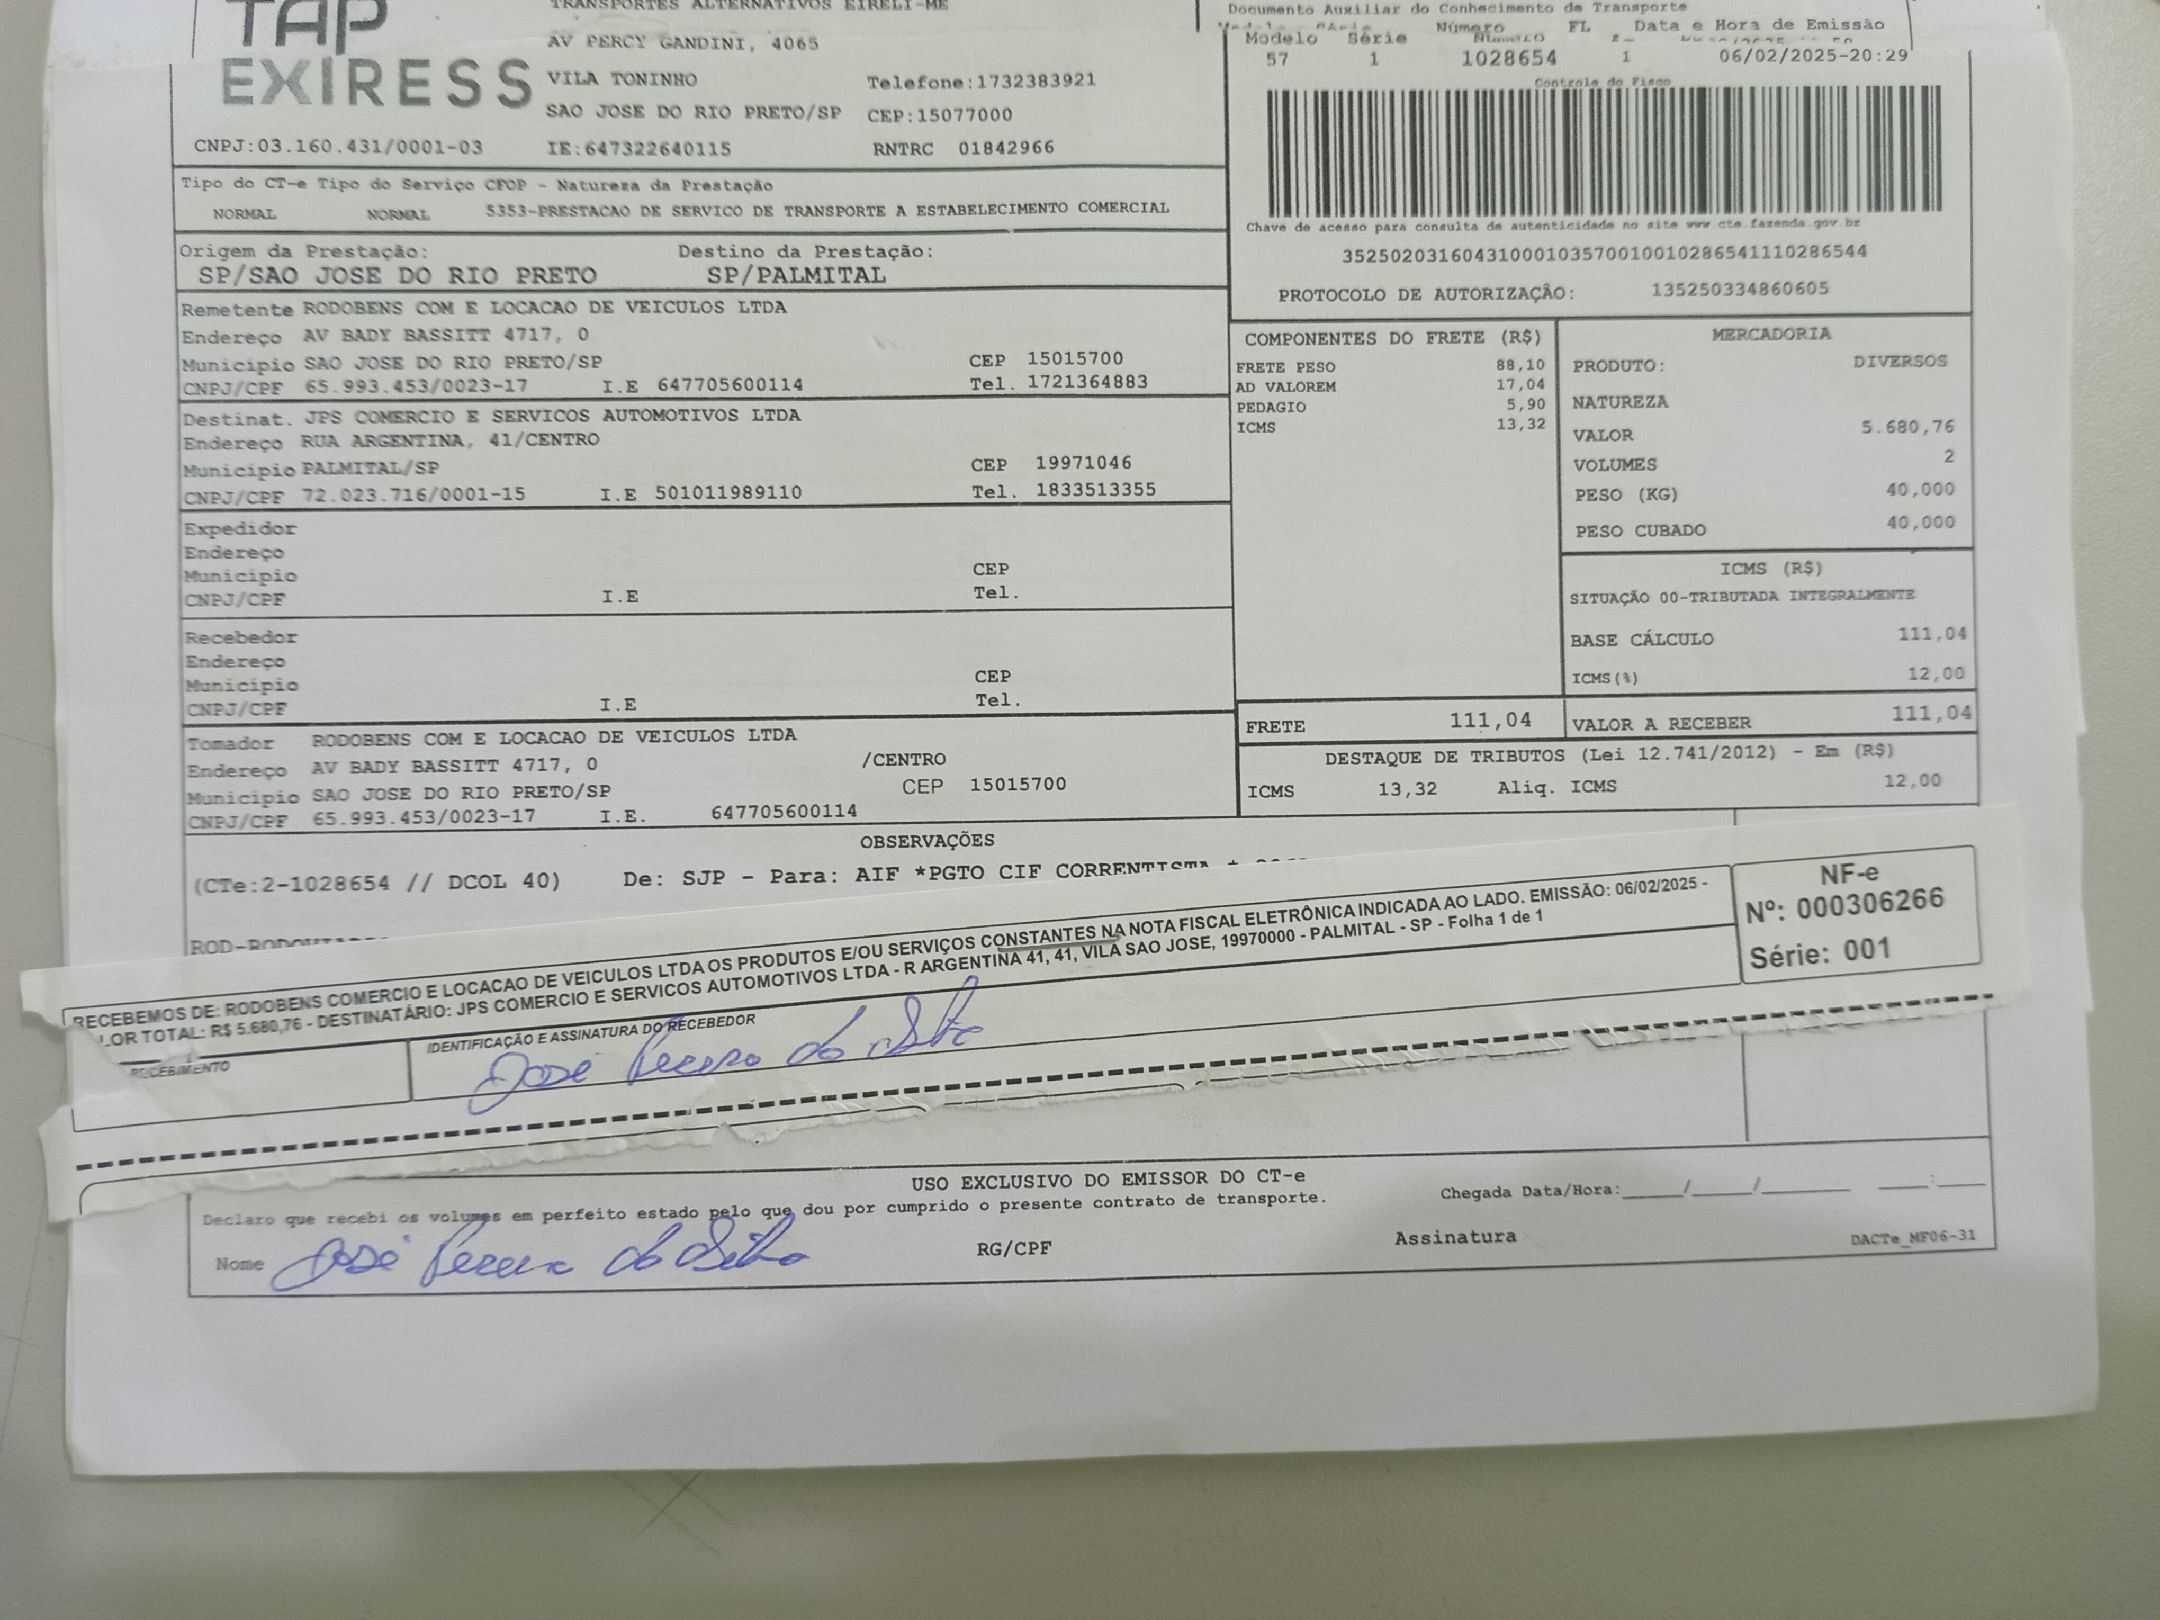 TAP
EXIRESS
TRANSPORTES ALTERNATIVOS EIRELI-ME
AV PERCY GANDINI, 4065
VILA TONINHO Telefone:1732383921
SAO JOSE DO RIO PRETO/SP CEP:15077000
CNPJ:03.160.431/0001-03 IE:647322640115 RNTRC 01842966
Documento Auxiliar do Conhecimento de Transporte
Número FL Data e Hora de Emissão
Modelo Série
57 1 1028654 1 06/02/2025-20:29
Controle do Fisco
Chave de acesso para consulta de autenticidade no site www.cte.fazenda.gov.br
35250203160431000103570010010286541110286544
PROTOCOLO DE AUTORIZAÇÃO: 135250334860605
Tipo do CT-e Tipo do Serviço CFOP - Natureza da Prestação
NORMAL NORMAL 5353-PRESTACAO DE SERVICO DE TRANSPORTE A ESTABELECIMENTO COMERCIAL
Origem da Prestação: Destino da Prestação:
SP/SAO JOSE DO RIO PRETO SP/PALMITAL
Remetente RODOBENS COM E LOCACAO DE VEICULOS LTDA
Endereço AV BADY BASSITT 4717, 0
Município SAO JOSE DO RIO PRETO/SP CEP 15015700
CNPJ/CPF 65.993.453/0023-17 I.E 647705600114 Tel. 1721364883
Destinat. JPS COMERCIO E SERVICOS AUTOMOTIVOS LTDA
Endereço RUA ARGENTINA, 41/CENTRO
Município PALMITAL/SP CEP 19971046
CNPJ/CPF 72.023.716/0001-15 I.E 501011989110 Tel. 1833513355
Expedidor
Endereço
Município CEP
CNPJ/CPF I.E Tel.
Recebedor
Endereço
Município CEP
CNPJ/CPF I.E Tel.
Tomador RODOBENS COM E LOCACAO DE VEICULOS LTDA
Endereço AV BADY BASSITT 4717, 0 /CENTRO
Município SAO JOSE DO RIO PRETO/SP CEP 15015700
CNPJ/CPF 65.993.453/0023-17 I.E. 647705600114
COMPONENTES DO FRETE (R$)
FRETE PESO 88,10
AD VALOREM 17,04
PEDAGIO 5,90
ICMS 13,32
MERCADORIA
PRODUTO: DIVERSOS
NATUREZA
VALOR 5.680,76
VOLUMES 2
PESO (KG) 40,000
PESO CUBADO 40,000
ICMS (R$)
SITUAÇÃO 00-TRIBUTADA INTEGRALMENTE
BASE CÁLCULO 111,04
ICMS(%) 12,00
FRETE 111,04 VALOR A RECEBER 111,04
DESTAQUE DE TRIBUTOS (Lei 12.741/2012) - Em (R$)
ICMS 13,32 Aliq. ICMS 12,00
OBSERVAÇÕES
(CTe:2-1028654 // DCOL 40) De: SJP - Para: AIF *PGTO CIF CORRENTISTA *
RECEBEMOS DE: RODOBENS COMERCIO E LOCACAO DE VEICULOS LTDA OS PRODUTOS E/OU SERVIÇOS CONSTANTES NA NOTA FISCAL ELETRÔNICA INDICADA AO LADO. EMISSÃO: 06/02/2025 -
LOR TOTAL: R$ 5.680,76 - DESTINATÁRIO: JPS COMERCIO E SERVICOS AUTOMOTIVOS LTDA - R ARGENTINA 41, 41, VILA SAO JOSE, 19970000 - PALMITAL - SP - Folha 1 de 1
NF-e
Nº: 000306266
Série: 001
RECEBIMENTO IDENTIFICAÇÃO E ASSINATURA DO RECEBEDOR
José Pereira da Silva
USO EXCLUSIVO DO EMISSOR DO CT-e
Declaro que recebi os volumes em perfeito estado pelo que dou por cumprido o presente contrato de transporte. Chegada Data/Hora:_____/_____/_______ ____:____
Nome José Pereira da Silva RG/CPF Assinatura DACTe_MF06-31